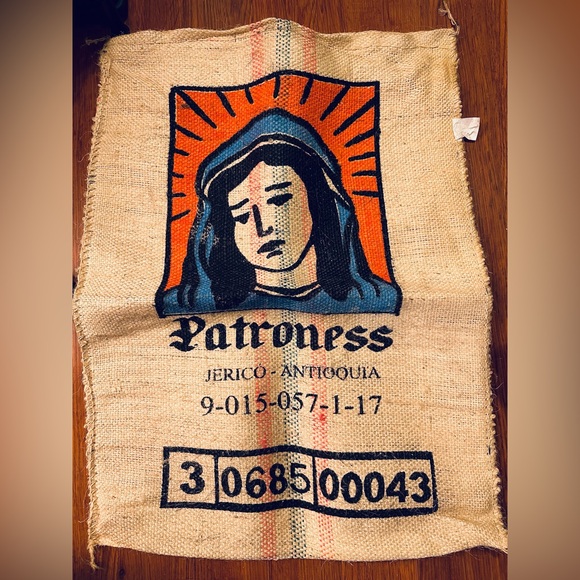 Patroness
JERICO - ANTIOQUIA
9-015-057-1-17
3 0685 00043